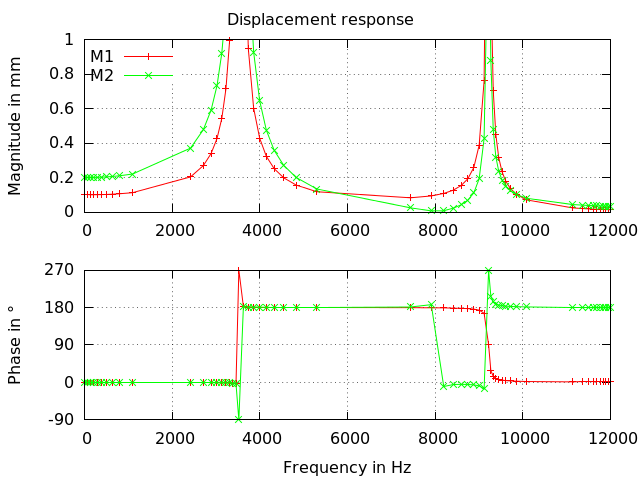 Displacement response
Magnitude in mm
1
0.8
0.6
0.4
0.2
0
M1
M2
0 2000 4000 6000 8000 10000 12000
Phase in °
270
180
90
0
-90
0 2000 4000 6000 8000 10000 12000
Frequency in Hz